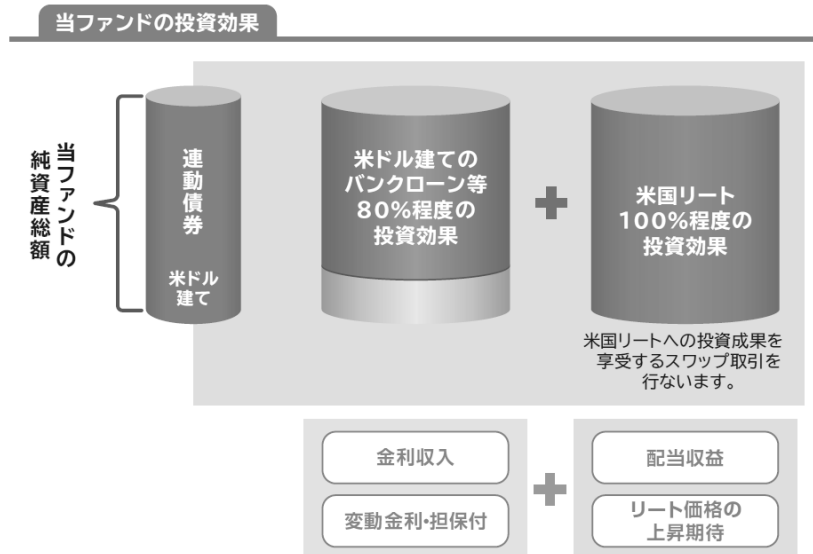 当ファンドの投資効果
当ファンドの
純資産総額
連動債券
米ドル
建て
米ドル建ての
バンクローン等
80%程度の
投資効果
米国リート
100%程度の
投資効果
米国リートへの投資成果を
享受するスワップ取引を
行ないます。
金利収入
変動金利・担保付
配当収益
リート価格の
上昇期待